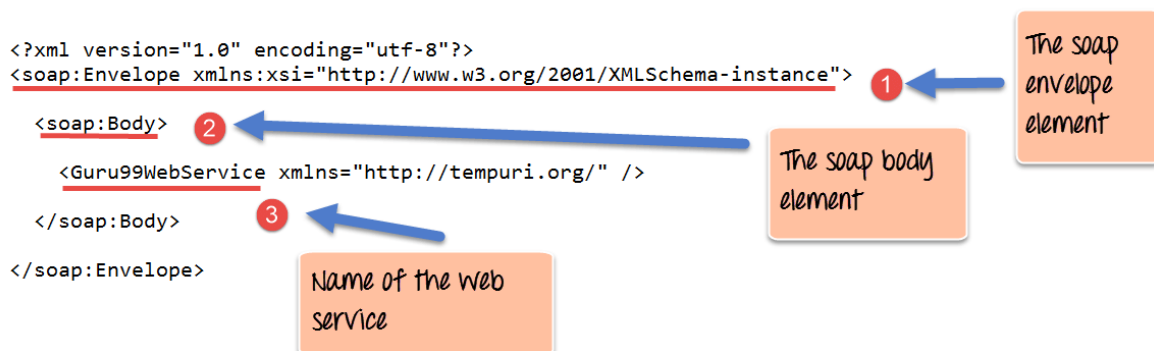 <?xml version="1.0" encoding="utf-8"?>
<soap:Envelope xmlns:xsi="http://www.w3.org/2001/XMLSchema-instance">
1
The soap
envelope
element
<soap:Body>
2
The soap body
element
<Guru99WebService xmlns="http://tempuri.org/" />
</soap:Body>
3
</soap:Envelope>
Name of the web
service